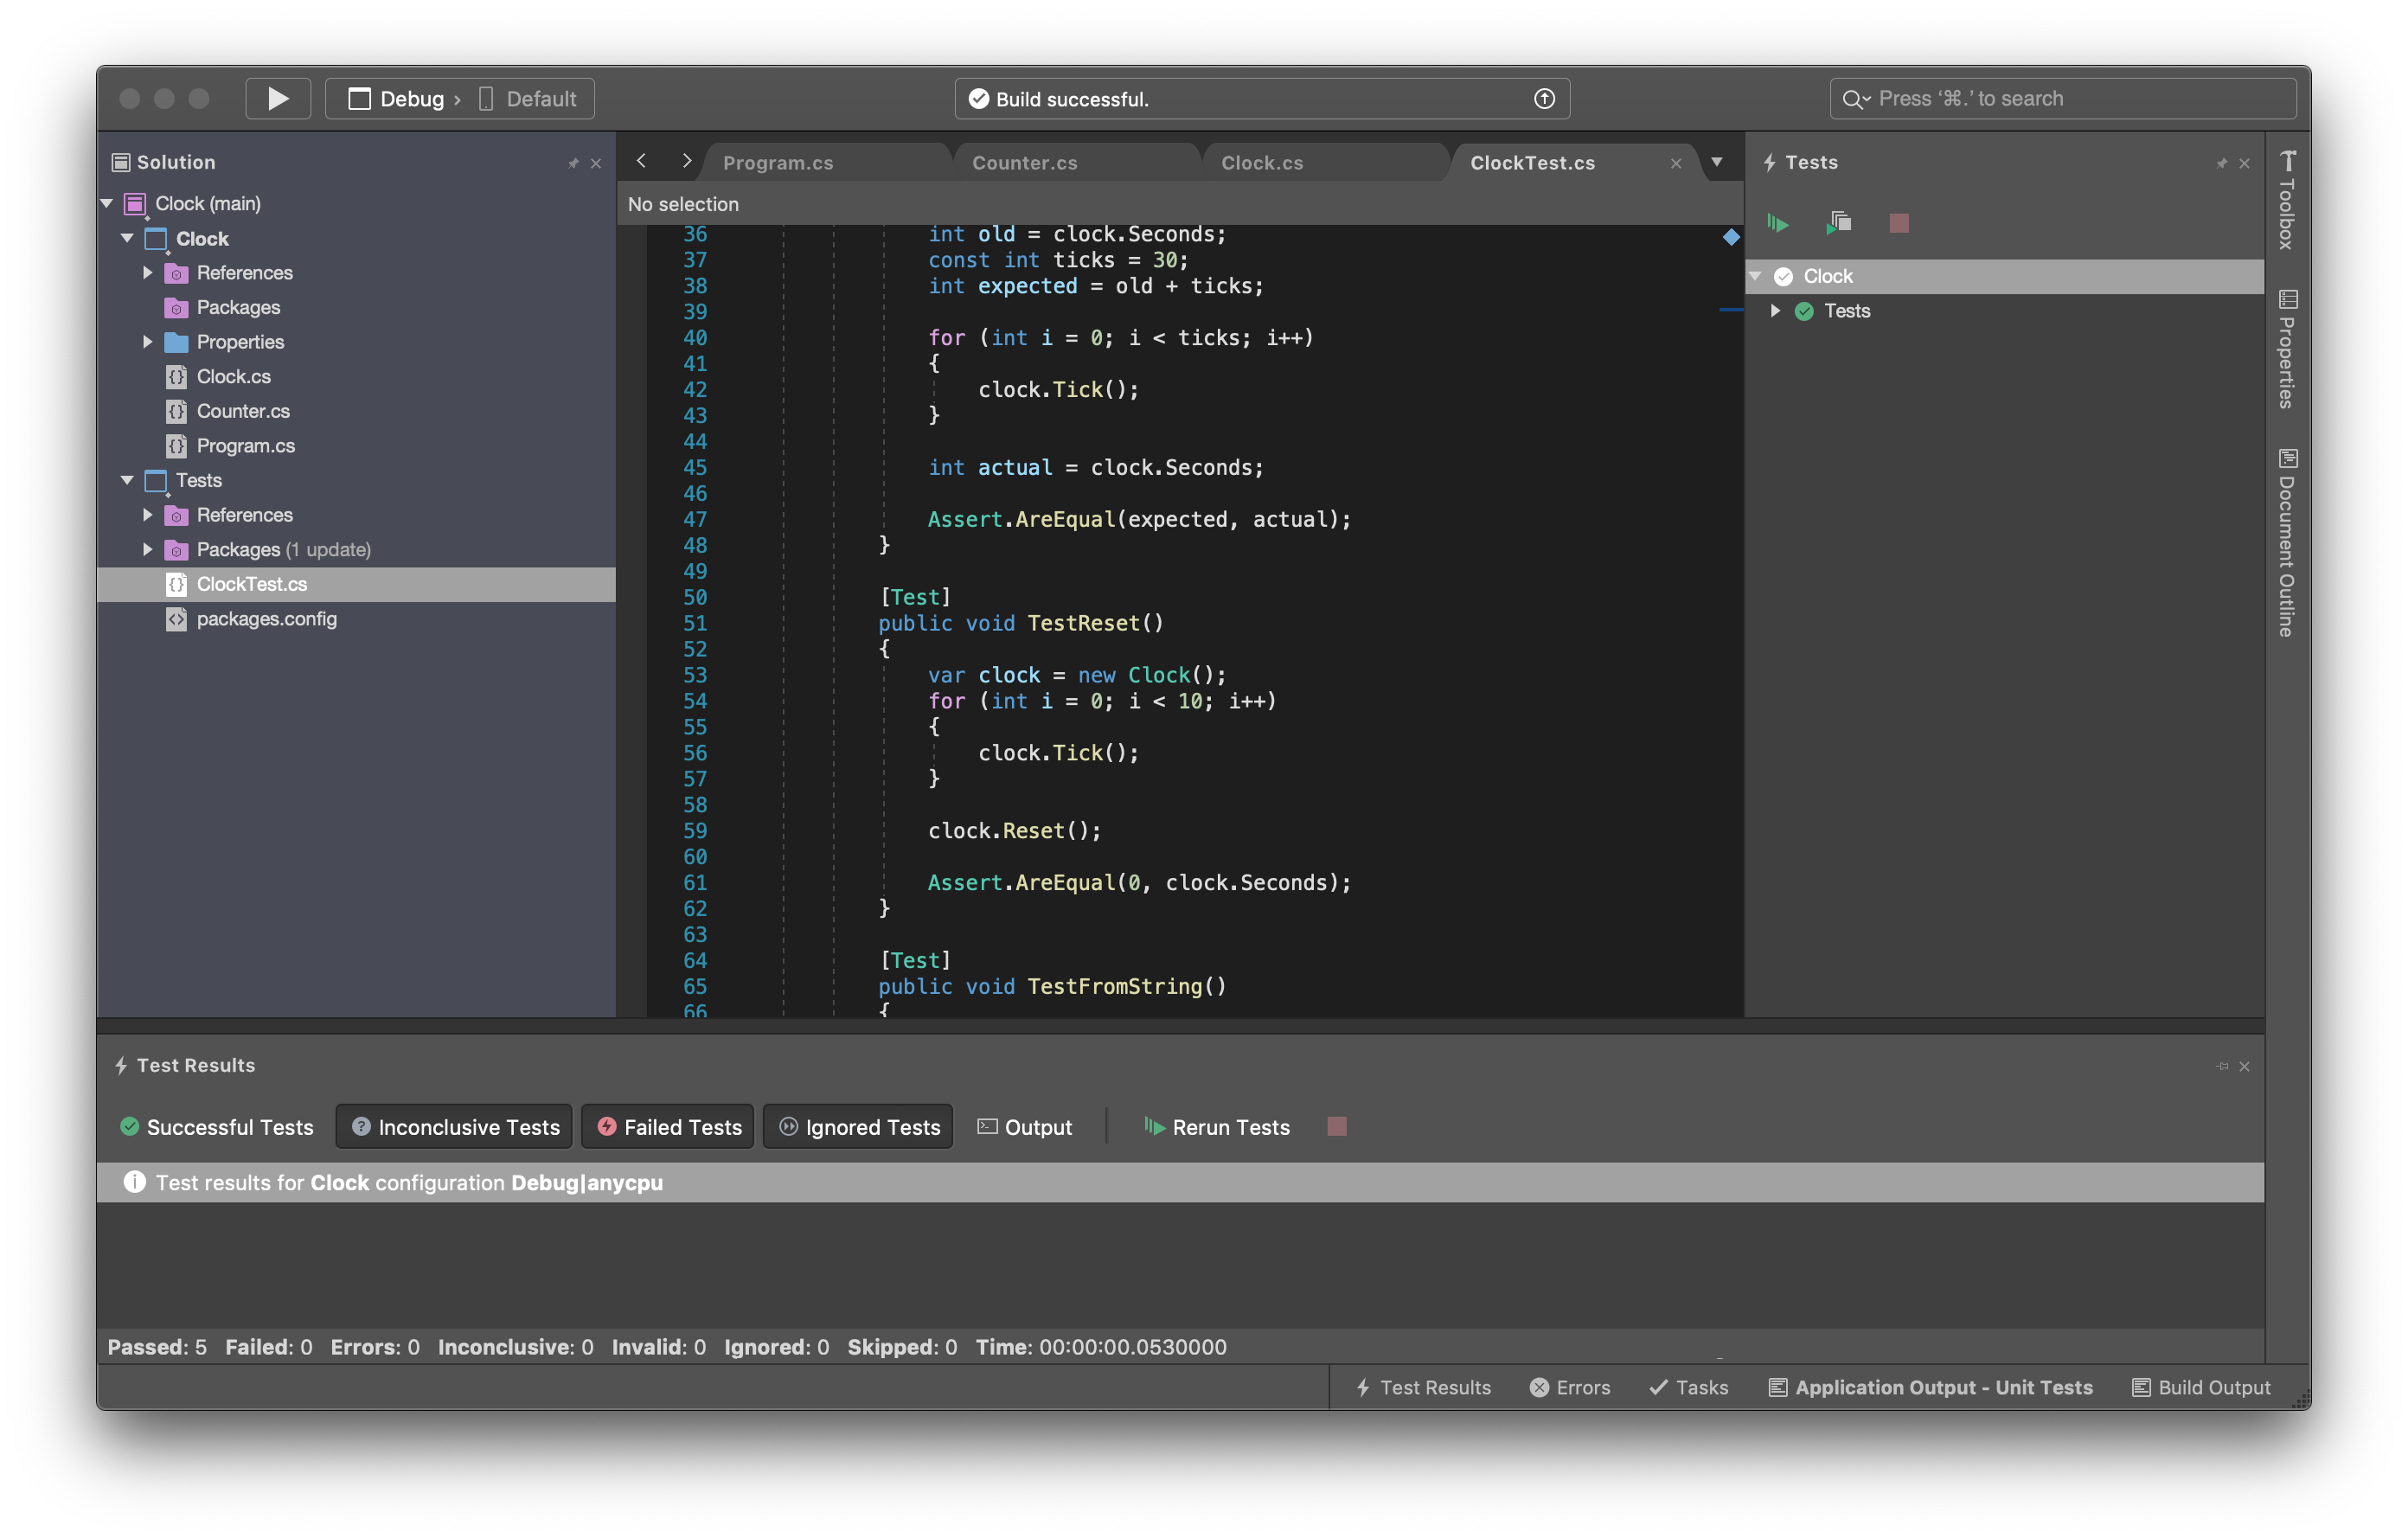 Debug › Default
Build successful.
Press ‘⌘.’ to search
Solution
Clock (main)
Clock
References
Packages
Properties
Clock.cs
Counter.cs
Program.cs
Tests
References
Packages (1 update)
ClockTest.cs
packages.config
Program.cs
Counter.cs
Clock.cs
ClockTest.cs
No selection
36 int old = clock.Seconds;
37 const int ticks = 30;
38 int expected = old + ticks;
39
40 for (int i = 0; i < ticks; i++)
41 {
42 clock.Tick();
43 }
44
45 int actual = clock.Seconds;
46
47 Assert.AreEqual(expected, actual);
48 }
49
50 [Test]
51 public void TestReset()
52 {
53 var clock = new Clock();
54 for (int i = 0; i < 10; i++)
55 {
56 clock.Tick();
57 }
58
59 clock.Reset();
60
61 Assert.AreEqual(0, clock.Seconds);
62 }
63
64 [Test]
65 public void TestFromString()
66 {
Tests
Clock
Tests
Toolbox
Properties
Document Outline
Test Results
Successful Tests
Inconclusive Tests
Failed Tests
Ignored Tests
Output
Rerun Tests
Test results for Clock configuration Debug|anycpu
Passed: 5 Failed: 0 Errors: 0 Inconclusive: 0 Invalid: 0 Ignored: 0 Skipped: 0 Time: 00:00:00.0530000
Test Results
Errors
Tasks
Application Output - Unit Tests
Build Output